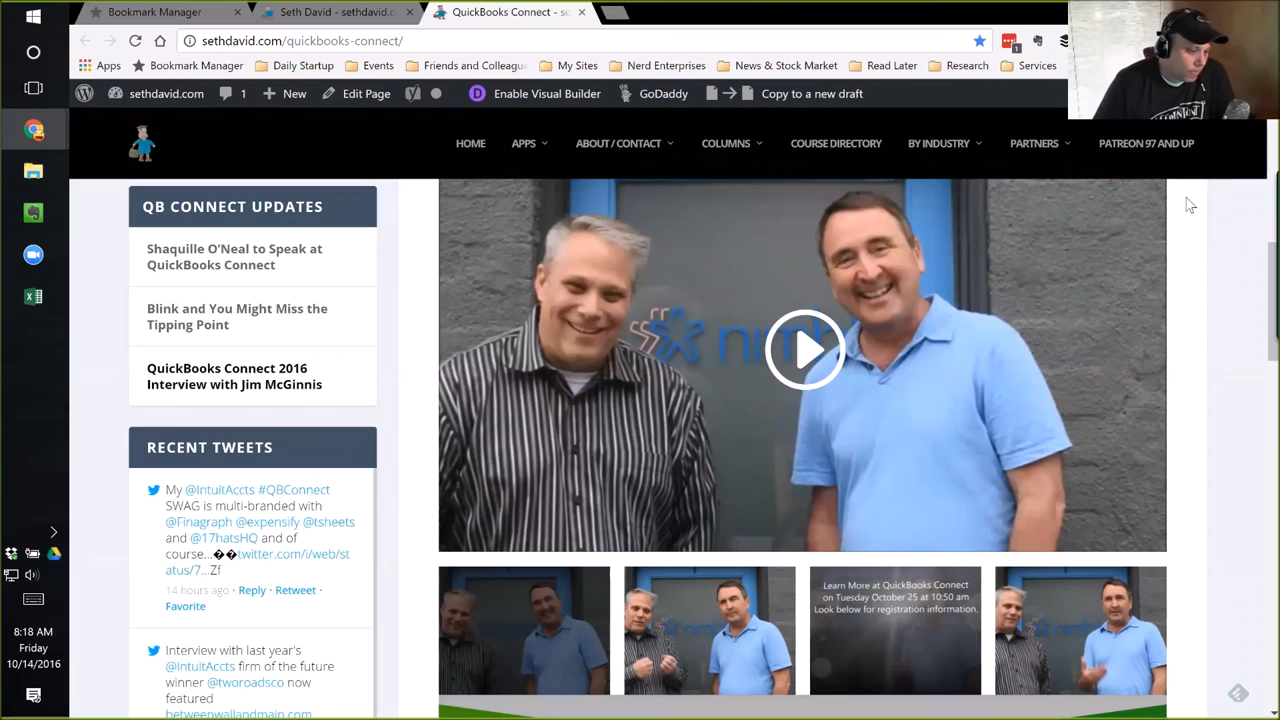 Bookmark Manager
Seth David - sethdavid.c
QuickBooks Connect - se
sethdavid.com/quickbooks-connect/
1
Apps
Bookmark Manager
Daily Startup
Events
Friends and Collegu
My Sites
Nerd Enterprises
News & Stock Market
Read Later
Research
Services
sethdavid.com
1
New
Edit Page
Enable Visual Builder
GoDaddy
Copy to a new draft
HOME
APPS
ABOUT / CONTACT
COLUMNS
COURSE DIRECTORY
BY INDUSTRY
PARTNERS
PATREON 97 AND UP
QB CONNECT UPDATES
Shaquille O'Neal to Speak at
QuickBooks Connect
Blink and You Might Miss the
Tipping Point
QuickBooks Connect 2016
Interview with Jim McGinnis
RECENT TWEETS
My @IntuitAccts #QBConnect
SWAG is multi-branded with
@Finagraph @expensify @tsheets
and @17hatsHQ and of
course...��twitter.com/i/web/st
atus/7...Zf
14 hours ago · Reply · Retweet ·
Favorite
Interview with last year's
@IntuitAccts firm of the future
winner @tworoadsco now
featured
betweenwallandmain.com
Learn More at QuickBooks Connect
on Tuesday October 25 at 10:50 am
Look below for registration information.
8:18 AM
Friday
10/14/2016